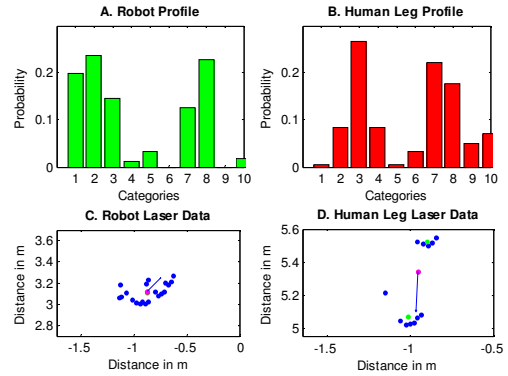 A. Robot Profile
Probability
0.2
0.1
0
1 2 3 4 5 6 7 8 9 10
Categories
B. Human Leg Profile
Probability
0.2
0.1
0
1 2 3 4 5 6 7 8 9 10
Categories
C. Robot Laser Data
Distance in m
3.6
3.4
3.2
3
2.8
-1.5 -1 -0.5 0
Distance in m
D. Human Leg Laser Data
Distance in m
5.6
5.4
5.2
5
-1.5 -1 -0.5
Distance in m